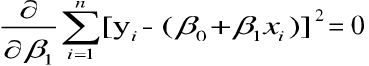 ∂/∂β₁ ∑ᵢ₌₁ⁿ [yᵢ - (β₀+β₁xᵢ)]² = 0